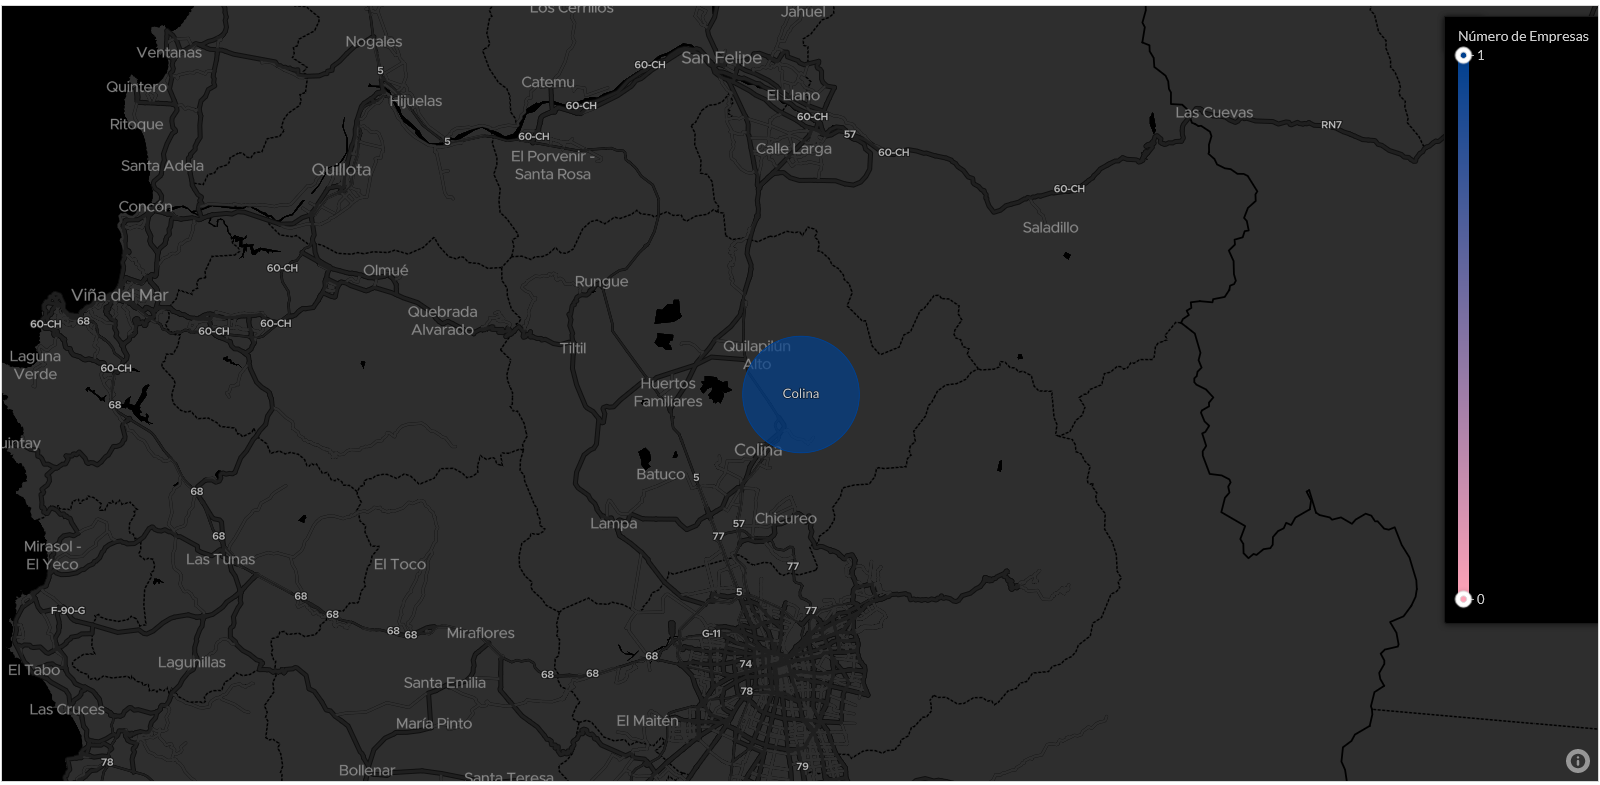 Los Cerrillos
Jahuel
Nogales
Ventanas
San Felipe
60-CH
5
Catemu
Quintero
El Llano
Hijuelas
60-CH
60-CH
Las Cuevas
RN7
Ritoque
57
60-CH
5
Calle Larga
60-CH
El Porvenir -
Santa Rosa
Santa Adela
Quillota
60-CH
Concón
Saladillo
60-CH
Olmué
Rungue
Viña del Mar
Quebrada
Alvarado
60-CH
68
60-CH
60-CH
Tiltil
Quilapilún
Alto
Laguna
Verde
60-CH
Huertos
Familiares
Colina
68
uintay
Colina
Batuco
5
68
Lampa
57
Chicureo
77
68
Mirasol -
El Yeco
Las Tunas
El Toco
77
5
68
F-90-G
68
77
68
68
Miraflores
G-11
Lagunillas
68
74
El Tabo
68
68
Santa Emilia
78
Las Cruces
María Pinto
El Maitén
78
Bollenar
Santa Teresa
79
Número de Empresas
1
0